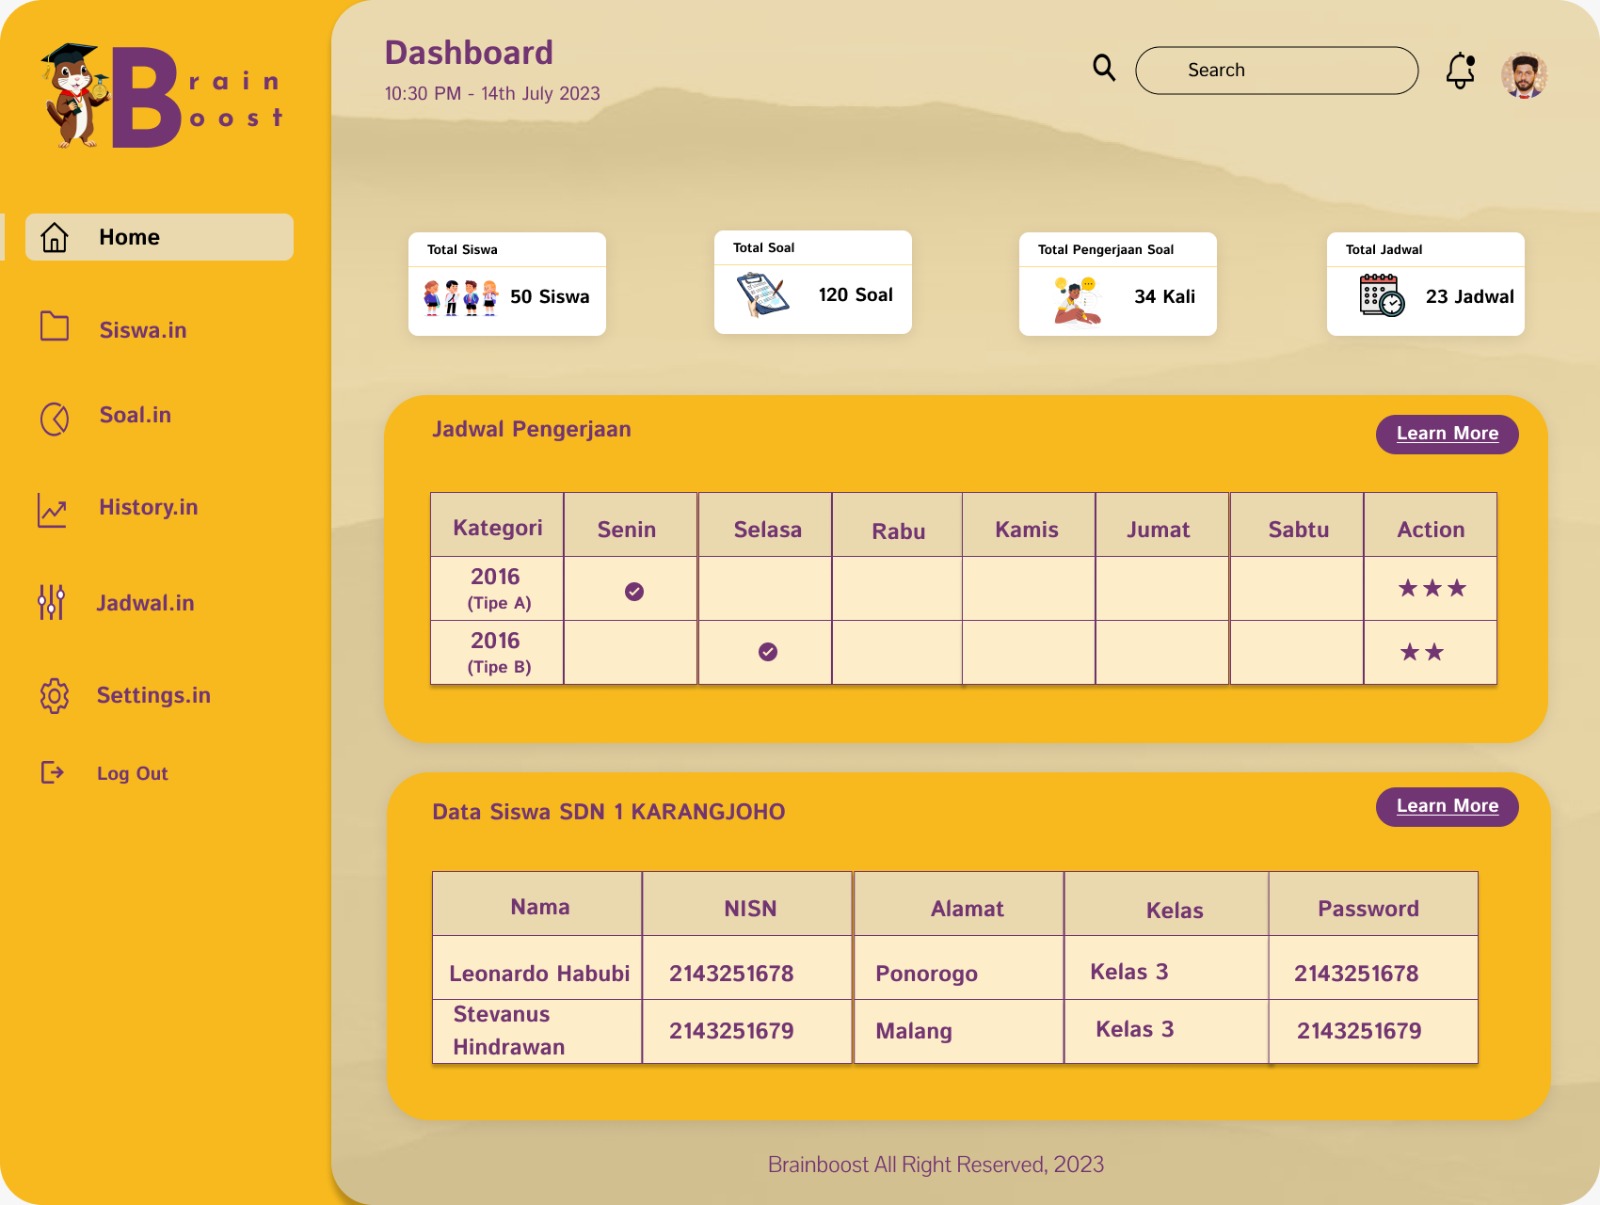 Brain
Boost
Home
Siswa.in
Soal.in
History.in
Jadwal.in
Settings.in
Log Out
Dashboard
10:30 PM - 14th July 2023
Search
Total Siswa
50 Siswa
Total Soal
120 Soal
Total Pengerjaan Soal
34 Kali
Total Jadwal
23 Jadwal
Jadwal Pengerjaan
Learn More
Kategori Senin Selasa Rabu Kamis Jumat Sabtu Action
2016
(Tipe A)
2016
(Tipe B)
Data Siswa SDN 1 KARANGJOHO
Learn More
Nama NISN Alamat Kelas Password
Leonardo Habubi 2143251678 Ponorogo Kelas 3 2143251678
Stevanus
Hindrawan 2143251679 Malang Kelas 3 2143251679
Brainboost All Right Reserved, 2023